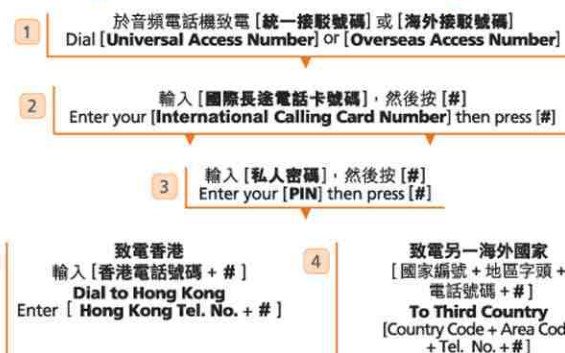 1
於音頻電話機致電 [統一接駁號碼] 或 [海外接駁號碼]
Dial [Universal Access Number] or [Overseas Access Number]
2
輸入 [國際長途電話卡號碼],然後按 [#]
Enter your [International Calling Card Number] then press [#]
3
輸入 [私人密碼],然後按 [#]
Enter your [PIN] then press [#]
致電香港
輸入 [香港電話號碼 + # ]
Dial to Hong Kong
Enter [ Hong Kong Tel. No. + # ]
4
致電另一海外國家
[ 國家編號 + 地區字頭 +
電話號碼 + # ]
To Third Country
[Country Code + Area Cod
+ Tel. No. + # ]